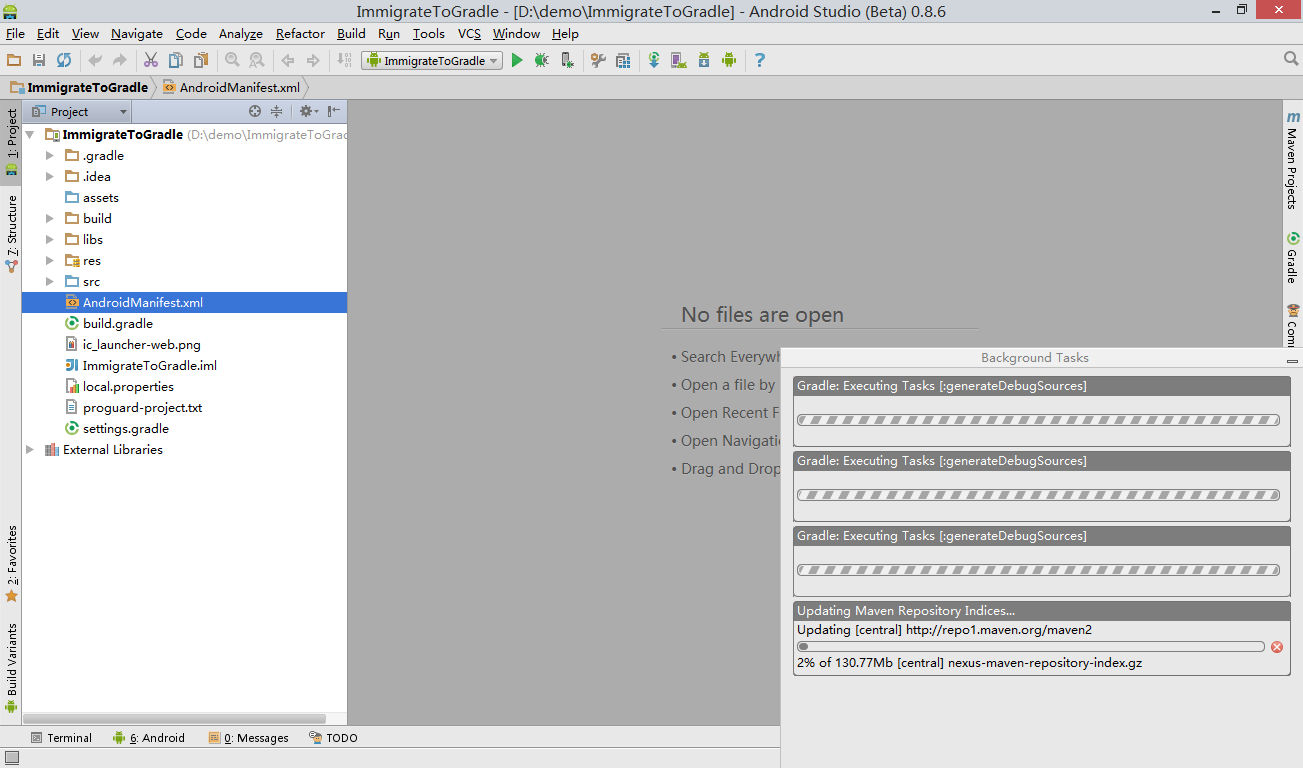 ImmigrateToGradle - [D:\demo\ImmigrateToGradle] - Android Studio (Beta) 0.8.6
File Edit View Navigate Code Analyze Refactor Build Run Tools VCS Window Help
ImmigrateToGradle
ImmigrateToGradle AndroidManifest.xml
1: Project
7: Structure
2: Favorites
Build Variants
Project
ImmigrateToGradle (D:\demo\ImmigrateToGrad
.gradle
.idea
assets
build
libs
res
src
AndroidManifest.xml
build.gradle
ic_launcher-web.png
ImmigrateToGradle.iml
local.properties
proguard-project.txt
settings.gradle
External Libraries
No files are open
• Search Everywh
• Open a file by
• Open Recent F
• Open Navigatio
• Drag and Drop
m
Maven Projects
Gradle
Background Tasks
Gradle: Executing Tasks [:generateDebugSources]
Gradle: Executing Tasks [:generateDebugSources]
Gradle: Executing Tasks [:generateDebugSources]
Updating Maven Repository Indices...
Updating [central] http://repo1.maven.org/maven2
2% of 130.77Mb [central] nexus-maven-repository-index.gz
Terminal 6: Android 0: Messages TODO